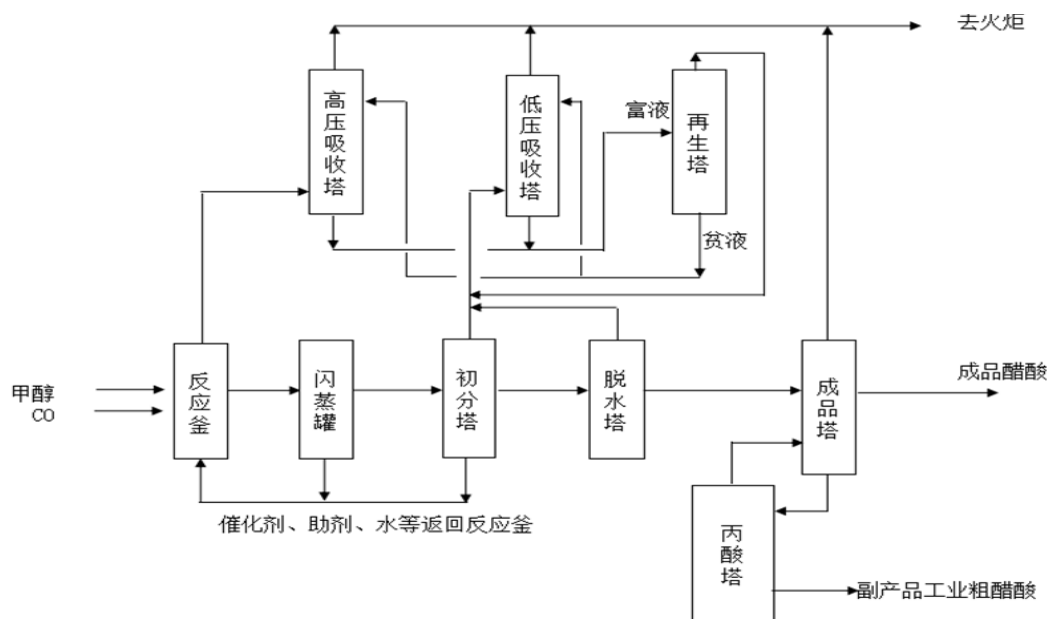 去火炬
高压吸收塔
低压吸收塔
富液
再生塔
贫液
甲醇
CO
反应釜
闪蒸罐
初分塔
脱水塔
成品塔
成品醋酸
催化剂、助剂、水等返回反应釜
丙酸塔
副产品工业粗醋酸